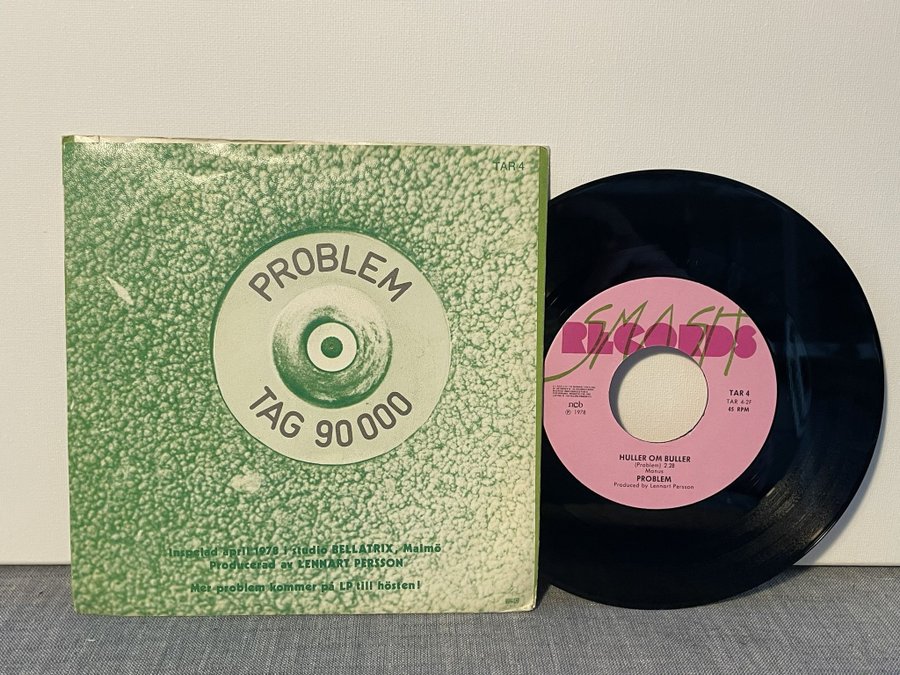 TAR 4
PROBLEM
TAG 90 000
Inspelad april 1978 i studio BELLATRIX, Malmö
Producerad av LENNART PERSSON
Mer problem kommer på LP till hösten!
SMASH
RECORDS
TAR 4
TAR 4-2F
45 RPM
ncb
Ⓟ 1978
HULLER OM BULLER
(Problem) 2.28
Manus
PROBLEM
Produced by Lennart Persson